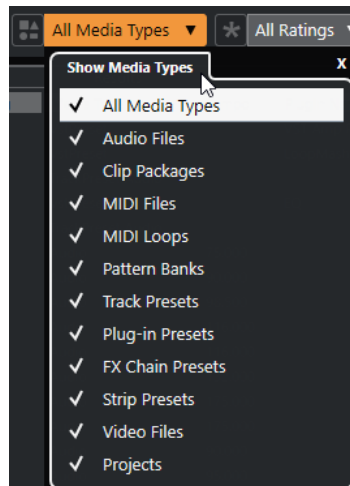 All Media Types All Ratings
Show Media Types X
All Media Types
Audio Files
Clip Packages
MIDI Files
MIDI Loops
Pattern Banks
Track Presets
Plug-in Presets
FX Chain Presets
Strip Presets
Video Files
Projects